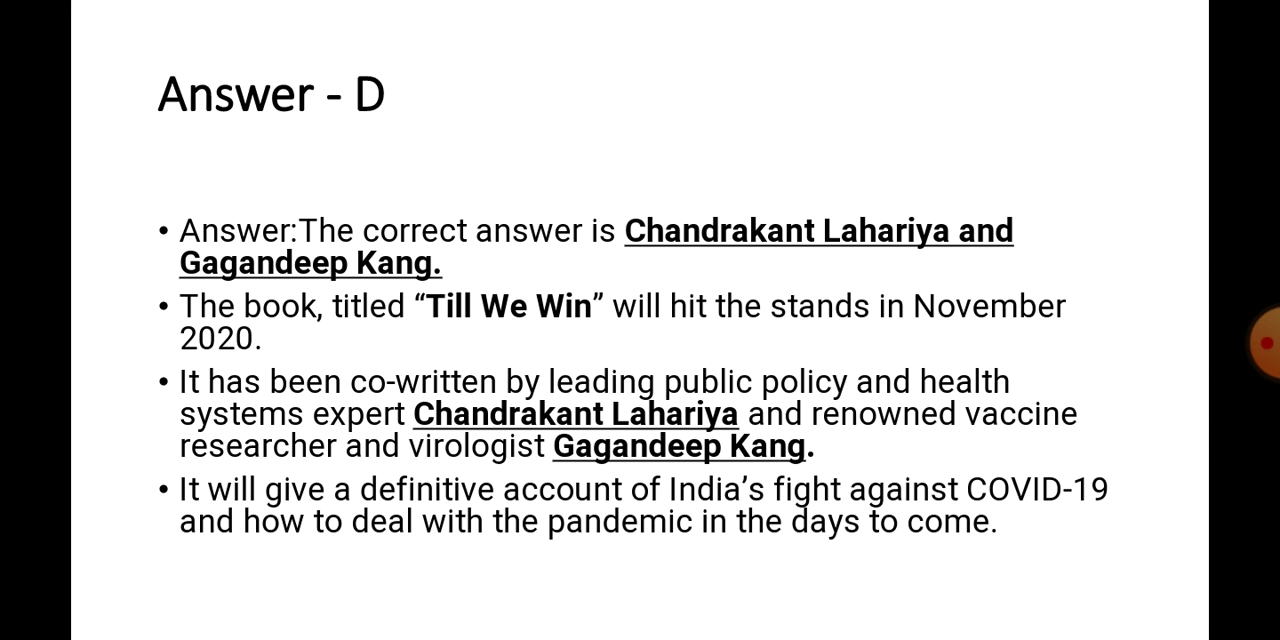 Answer - D
• Answer:The correct answer is Chandrakant Lahariya and
Gagandeep Kang.
• The book, titled “Till We Win” will hit the stands in November
2020.
• It has been co-written by leading public policy and health
systems expert Chandrakant Lahariya and renowned vaccine
researcher and virologist Gagandeep Kang.
• It will give a definitive account of India’s fight against COVID-19
and how to deal with the pandemic in the days to come.